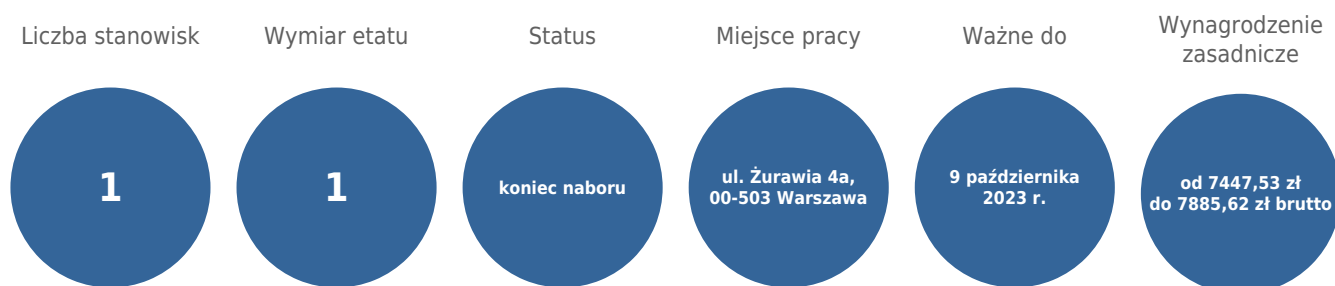 Liczba stanowisk
1
Wymiar etatu
1
Status
koniec naboru
Miejsce pracy
ul. Żurawia 4a,
00-503 Warszawa
Ważne do
9 października
2023 r.
Wynagrodzenie
zasadnicze
od 7447,53 zł
do 7885,62 zł brutto